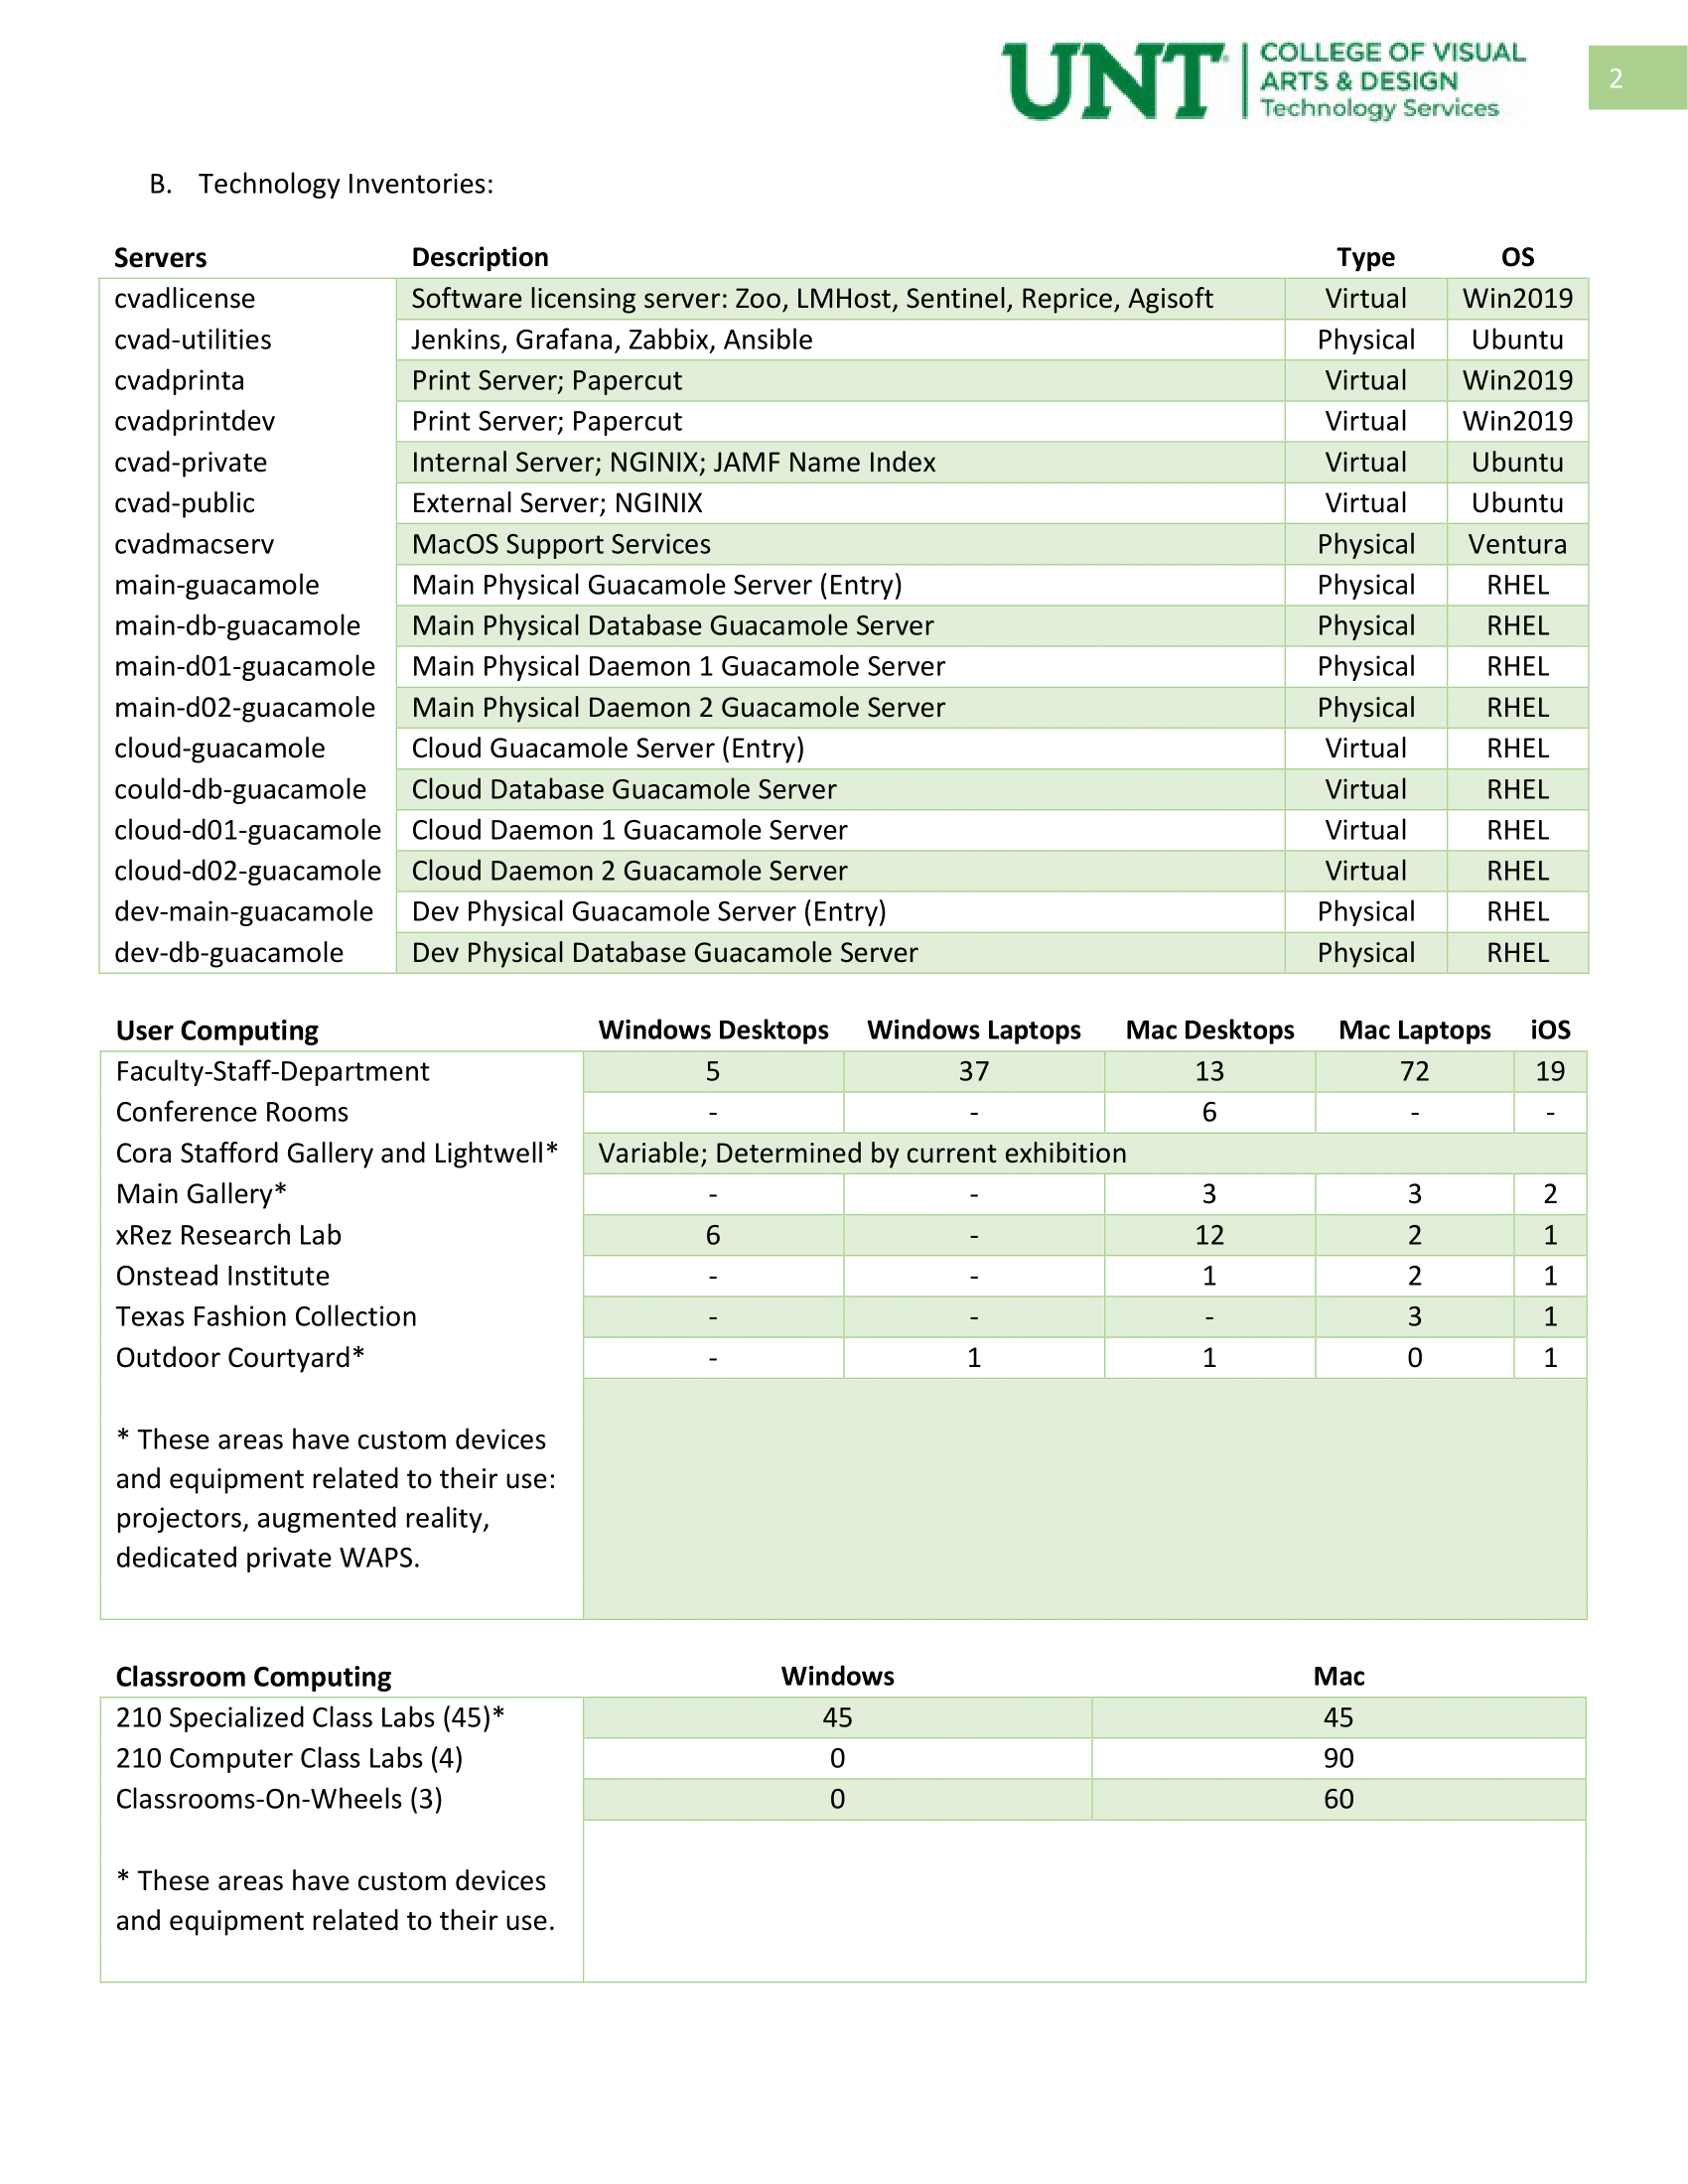 UNT
COLLEGE OF VISUAL
ARTS & DESIGN
Technology Services
2
B. Technology Inventories:
Servers Description Type OS
cvadlicense Software licensing server: Zoo, LMHost, Sentinel, Reprice, Agisoft Virtual Win2019
cvad-utilities Jenkins, Grafana, Zabbix, Ansible Physical Ubuntu
cvadprinta Print Server; Papercut Virtual Win2019
cvadprintdev Print Server; Papercut Virtual Win2019
cvad-private Internal Server; NGINIX; JAMF Name Index Virtual Ubuntu
cvad-public External Server; NGINIX Virtual Ubuntu
cvadmacserv MacOS Support Services Physical Ventura
main-guacamole Main Physical Guacamole Server (Entry) Physical RHEL
main-db-guacamole Main Physical Database Guacamole Server Physical RHEL
main-d01-guacamole Main Physical Daemon 1 Guacamole Server Physical RHEL
main-d02-guacamole Main Physical Daemon 2 Guacamole Server Physical RHEL
cloud-guacamole Cloud Guacamole Server (Entry) Virtual RHEL
could-db-guacamole Cloud Database Guacamole Server Virtual RHEL
cloud-d01-guacamole Cloud Daemon 1 Guacamole Server Virtual RHEL
cloud-d02-guacamole Cloud Daemon 2 Guacamole Server Virtual RHEL
dev-main-guacamole Dev Physical Guacamole Server (Entry) Physical RHEL
dev-db-guacamole Dev Physical Database Guacamole Server Physical RHEL
User Computing Windows Desktops Windows Laptops Mac Desktops Mac Laptops iOS
Faculty-Staff-Department 5 37 13 72 19
Conference Rooms - - 6 - -
Cora Stafford Gallery and Lightwell* Variable; Determined by current exhibition
Main Gallery* - - 3 3 2
xRez Research Lab 6 - 12 2 1
Onstead Institute - - 1 2 1
Texas Fashion Collection - - - 3 1
Outdoor Courtyard* - 1 1 0 1
* These areas have custom devices
and equipment related to their use:
projectors, augmented reality,
dedicated private WAPS.
Classroom Computing Windows Mac
210 Specialized Class Labs (45)* 45 45
210 Computer Class Labs (4) 0 90
Classrooms-On-Wheels (3) 0 60
* These areas have custom devices
and equipment related to their use.